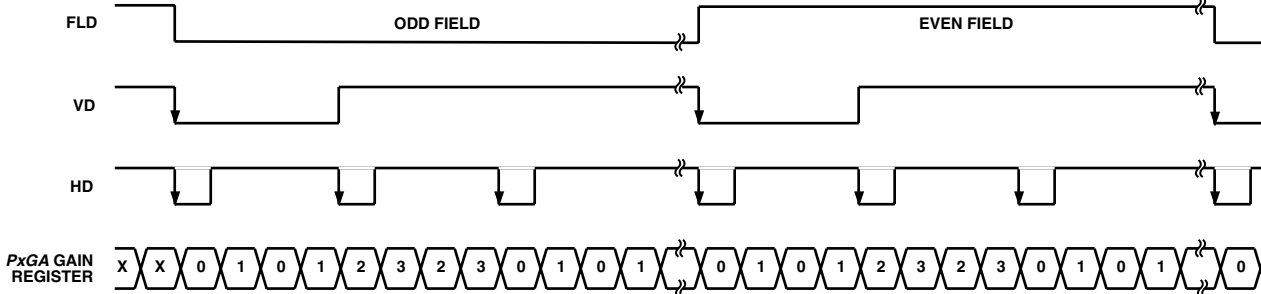 FLD
ODD FIELD
EVEN FIELD
VD
HD
PxGA GAIN
REGISTER
X X 0 1 0 1 2 3 2 3 0 1 0 1 0 1 0 1 2 3 2 3 0 1 0 1 0